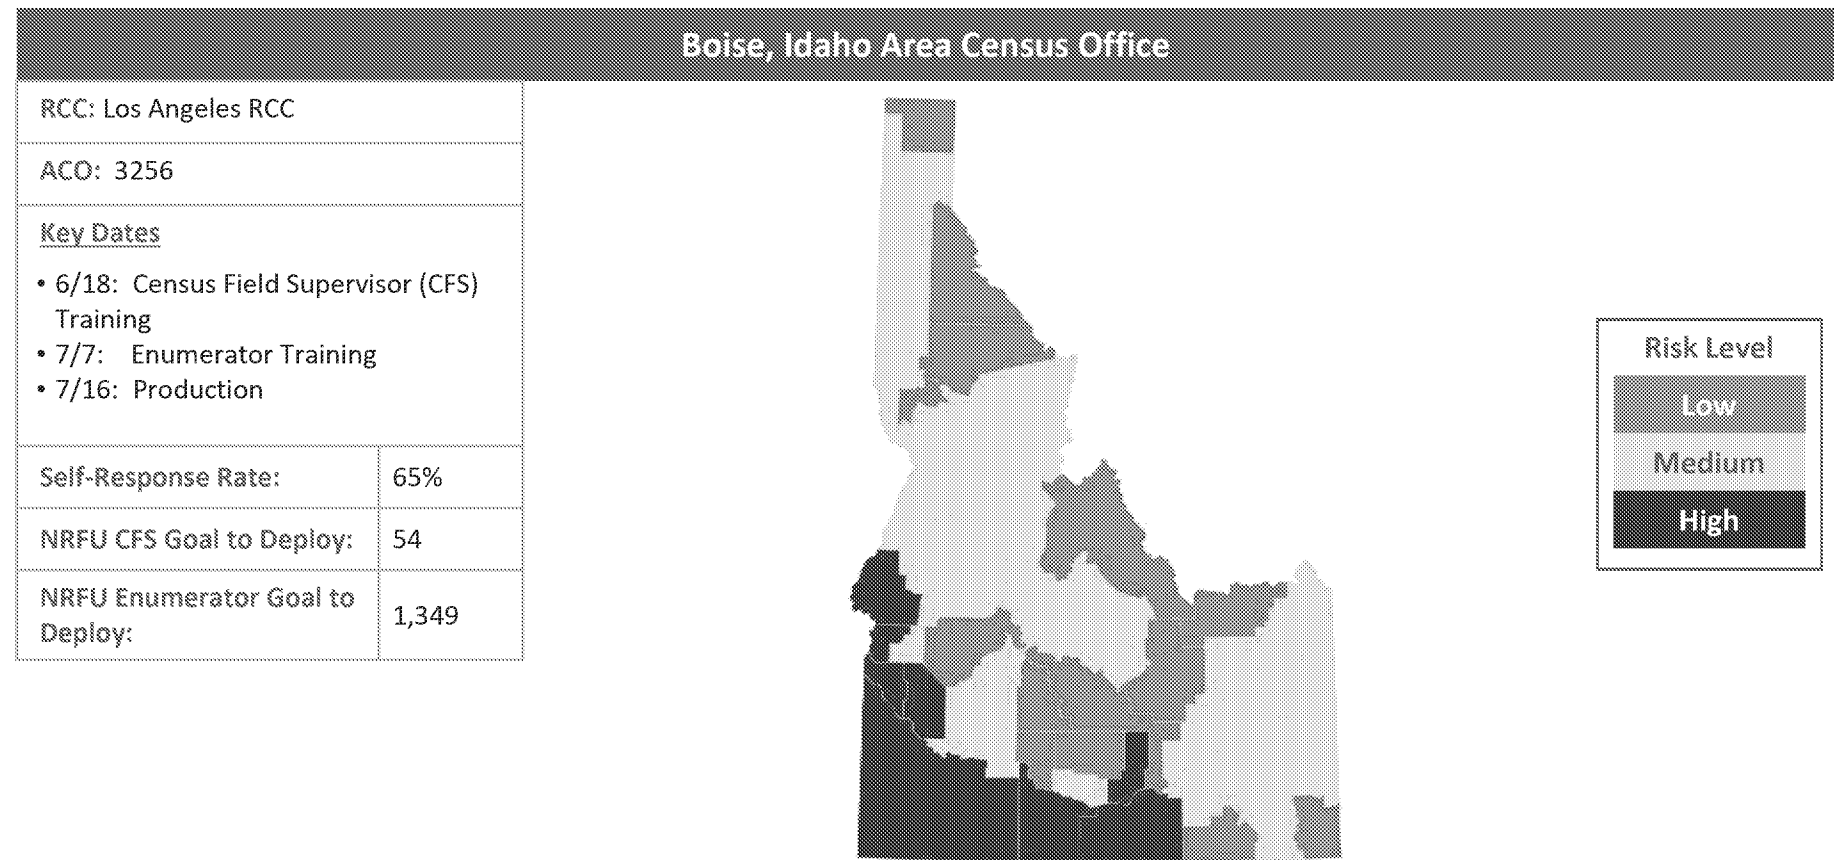 Boise, Idaho Area Census Office
RCC: Los Angeles RCC
ACO: 3256
Key Dates
• 6/18: Census Field Supervisor (CFS)
Training
• 7/7: Enumerator Training
• 7/16: Production
Self-Response Rate: 65%
NRFU CFS Goal to Deploy: 54
NRFU Enumerator Goal to
Deploy: 1,349
Risk Level
Low
Medium
High